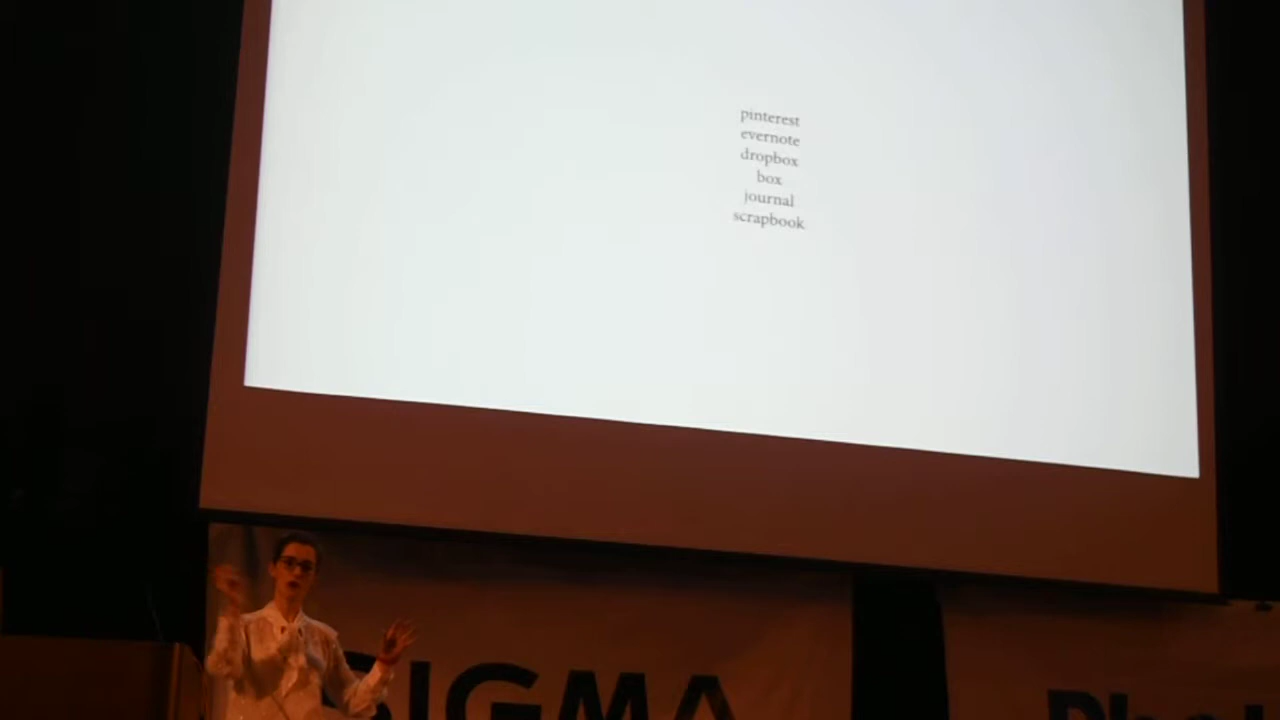 pinterest
evernote
dropbox
box
journal
scrapbook
SIGMA